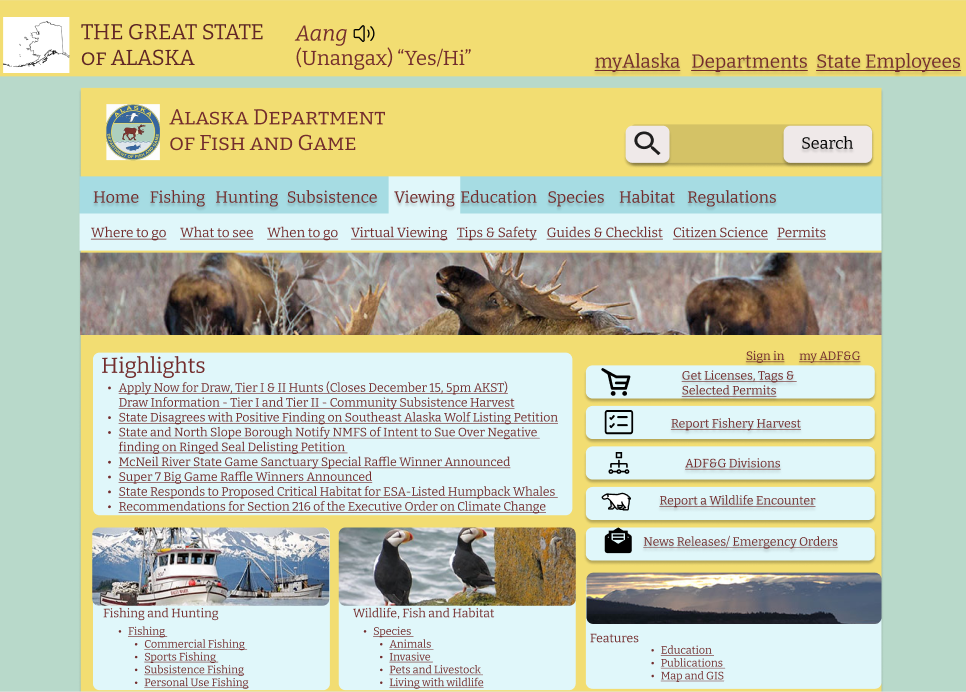 THE GREAT STATE
OF ALASKA
Aang
(Unangax) “Yes/Hi”
myAlaska Departments State Employees
ALASKA DEPARTMENT
OF FISH AND GAME
Search
Home Fishing Hunting Subsistence Viewing Education Species Habitat Regulations
Where to go What to see When to go Virtual Viewing Tips & Safety Guides & Checklist Citizen Science Permits
Highlights
• Apply Now for Draw, Tier I & II Hunts (Closes December 15, 5pm AKST)
Draw Information - Tier I and Tier II - Community Subsistence Harvest
• State Disagrees with Positive Finding on Southeast Alaska Wolf Listing Petition
• State and North Slope Borough Notify NMFS of Intent to Sue Over Negative
finding on Ringed Seal Delisting Petition
• McNeil River State Game Sanctuary Special Raffle Winner Announced
• Super 7 Big Game Raffle Winners Announced
• State Responds to Proposed Critical Habitat for ESA-Listed Humpback Whales
• Recommendations for Section 216 of the Executive Order on Climate Change
Sign in my ADF&G
Get Licenses, Tags &
Selected Permits
Report Fishery Harvest
ADF&G Divisions
Report a Wildlife Encounter
News Releases/ Emergency Orders
Fishing and Hunting
• Fishing
• Commercial Fishing
• Sports Fishing
• Subsistence Fishing
• Personal Use Fishing
Wildlife, Fish and Habitat
• Species
• Animals
• Invasive
• Pets and Livestock
• Living with wildlife
Features
• Education
• Publications
• Map and GIS